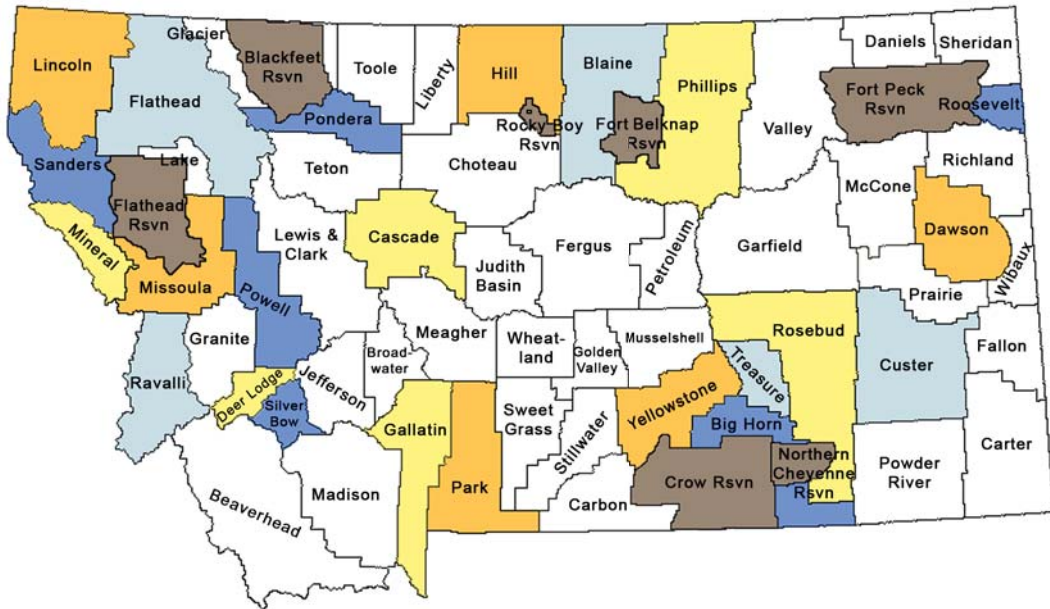 Glacier
Daniels
Sheridan
Lincoln
Blackfeet
Rsvn
Toole
Liberty
Hill
Blaine
Phillips
Fort Peck
Rsvn
Roosevelt
Flathead
Pondera
Rocky Boy
Rsvn
Fort Belknap
Rsvn
Valley
Sanders
Lake
Teton
Choteau
Richland
McCone
Flathead
Rsvn
Mineral
Lewis &
Clark
Cascade
Fergus
Petroleum
Garfield
Dawson
Wibaux
Missoula
Powell
Judith
Basin
Prairie
Granite
Meagher
Wheat-
land
Golden
Valley
Musselshell
Rosebud
Fallon
Ravalli
Deer Lodge
Jefferson
Broad-
water
Treasure
Custer
Silver
Bow
Gallatin
Sweet
Grass
Stillwater
Yellowstone
Big Horn
Carter
Beaverhead
Madison
Park
Carbon
Crow Rsvn
Northern
Cheyenne
Rsvn
Powder
River